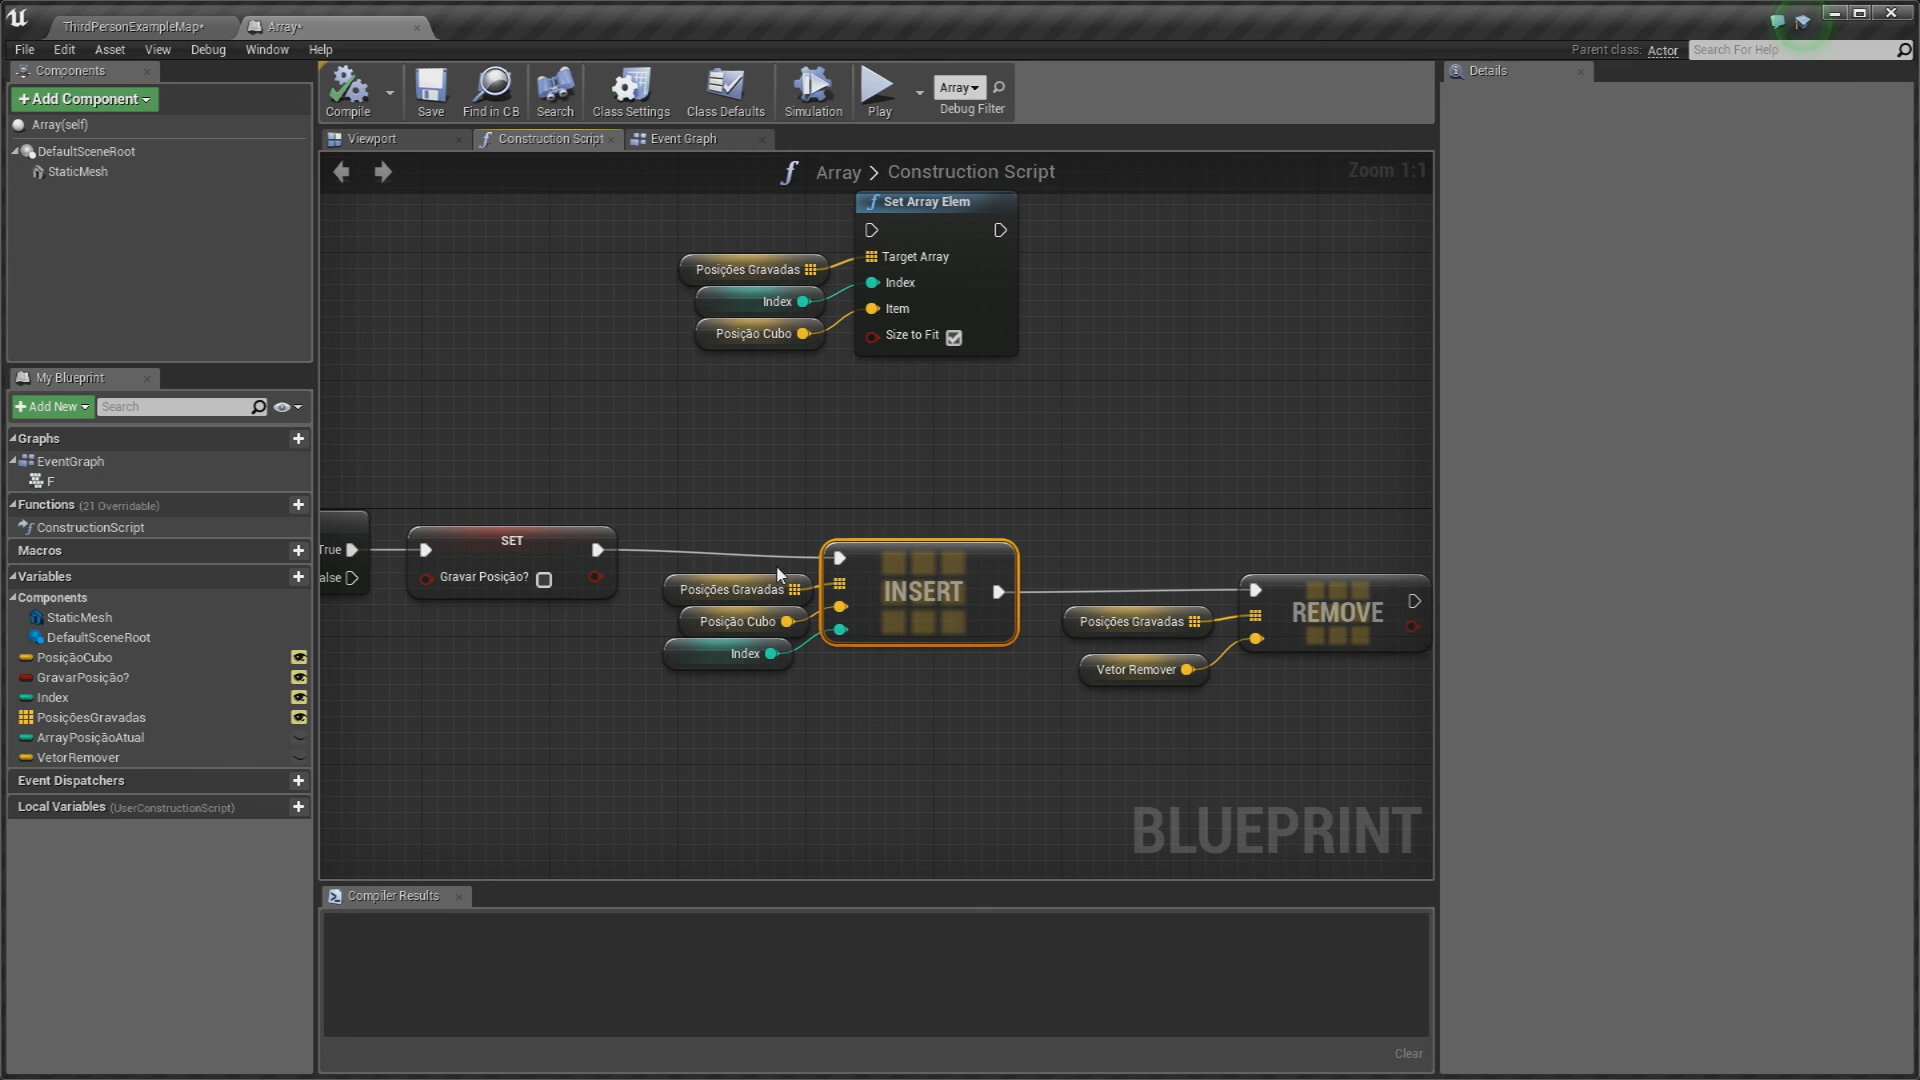 ThirdPersonExampleMap*
Array*
File Edit Asset View Debug Window Help
Parent class: Actor
Search For Help
Components
+Add Component
Array(self)
DefaultSceneRoot
StaticMesh
Compile
Save
Find in CB
Search
Class Settings
Class Defaults
Simulation
Play
Array
Debug Filter
Details
Viewport
Construction Script
Event Graph
Array > Construction Script
Zoom 1:1
Set Array Elem
Target Array
Index
Item
Size to Fit
Posições Gravadas
Index
Posição Cubo
My Blueprint
+Add New
Search
Graphs
EventGraph
F
Functions (21 Overridable)
ConstructionScript
Macros
Variables
Components
StaticMesh
DefaultSceneRoot
PosiçãoCubo
GravarPosição?
Index
PosiçõesGravadas
ArrayPosiçãoAtual
VetorRemover
Event Dispatchers
Local Variables (UserConstructionScript)
True
alse
SET
Gravar Posição?
Posições Gravadas
Posição Cubo
Index
INSERT
Posições Gravadas
Vetor Remover
REMOVE
BLUEPRINT
Compiler Results
Clear